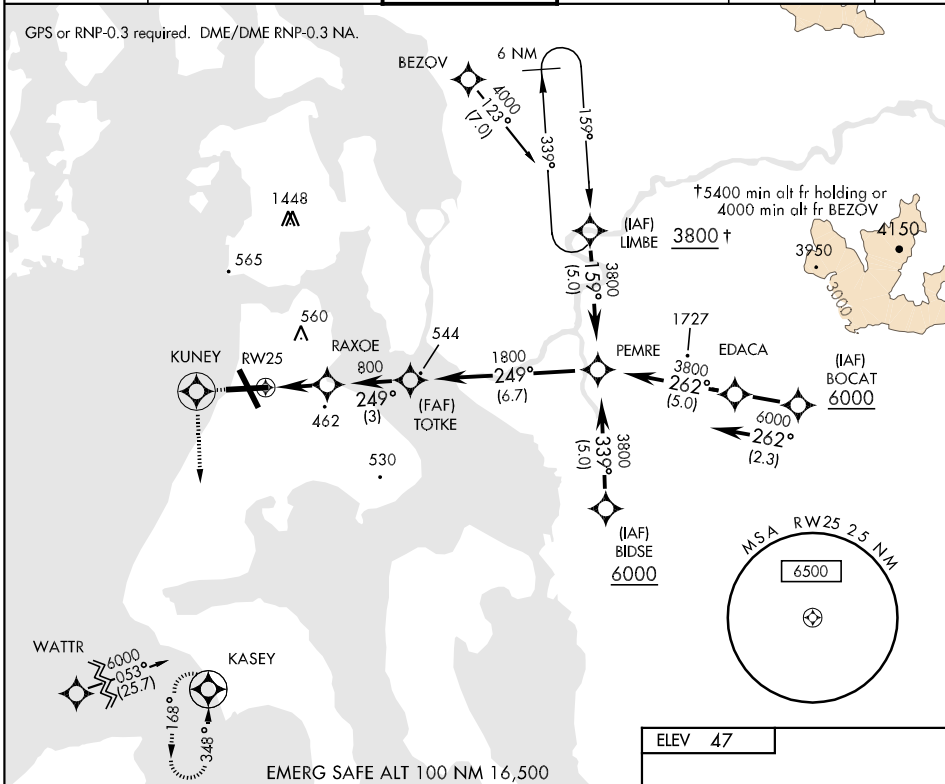 GPS or RNP-0.3 required. DME/DME RNP-0.3 NA.
BEZOV
6 NM
4000
123°
(7.0)
339°
159°
1448
565
†5400 min alt fr holding or
4000 min alt fr BEZOV
(IAF)
LIMBE
3800 †
4150
3950
3000
3800
159°
(5.0)
560
KUNEY
RW25
RAXOE
544
1727
PEMRE
EDACA
800
249°
(3)
1800
249°
(6.7)
3800
262°
(5.0)
(IAF)
BOCAT
6000
462
(FAF)
TOTKE
6000
262°
(2.3)
3800
339°
(5.0)
530
(IAF)
BIDSE
6000
MSA RW25 25 NM
6500
WATTR
6000
053°
(25.7)
KASEY
168°
348°
ELEV 47
EMERG SAFE ALT 100 NM 16,500